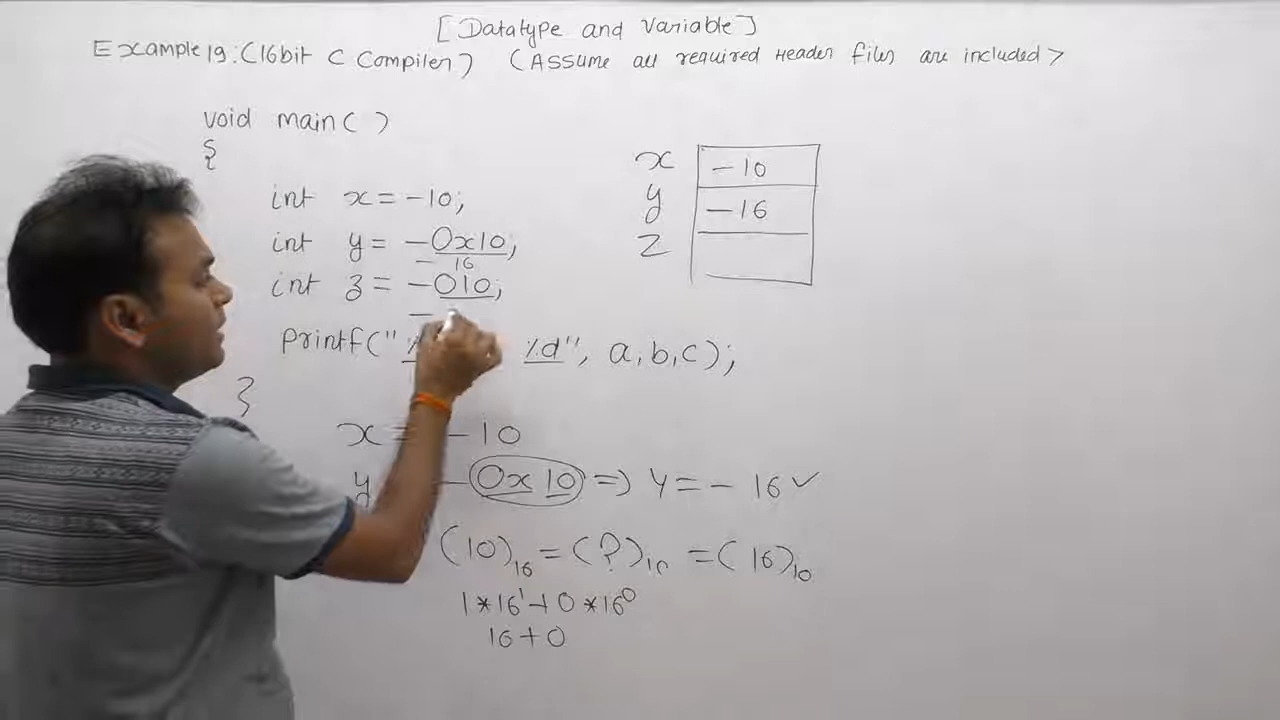 [Datatype and Variable]
Example 19: (16bit C Compiler) (Assume all required Header files are included >
void main( )
{
int x = -10;
int y = -0x10;
- 16
int z = -010;
-
printf(" %d", a,b,c);
}
x -10
y -16
z
x = -10
y - 0x10 => y = - 16 ✓
(10)16 = (?)10 = (16)10
1*16¹+0*16⁰
16+0